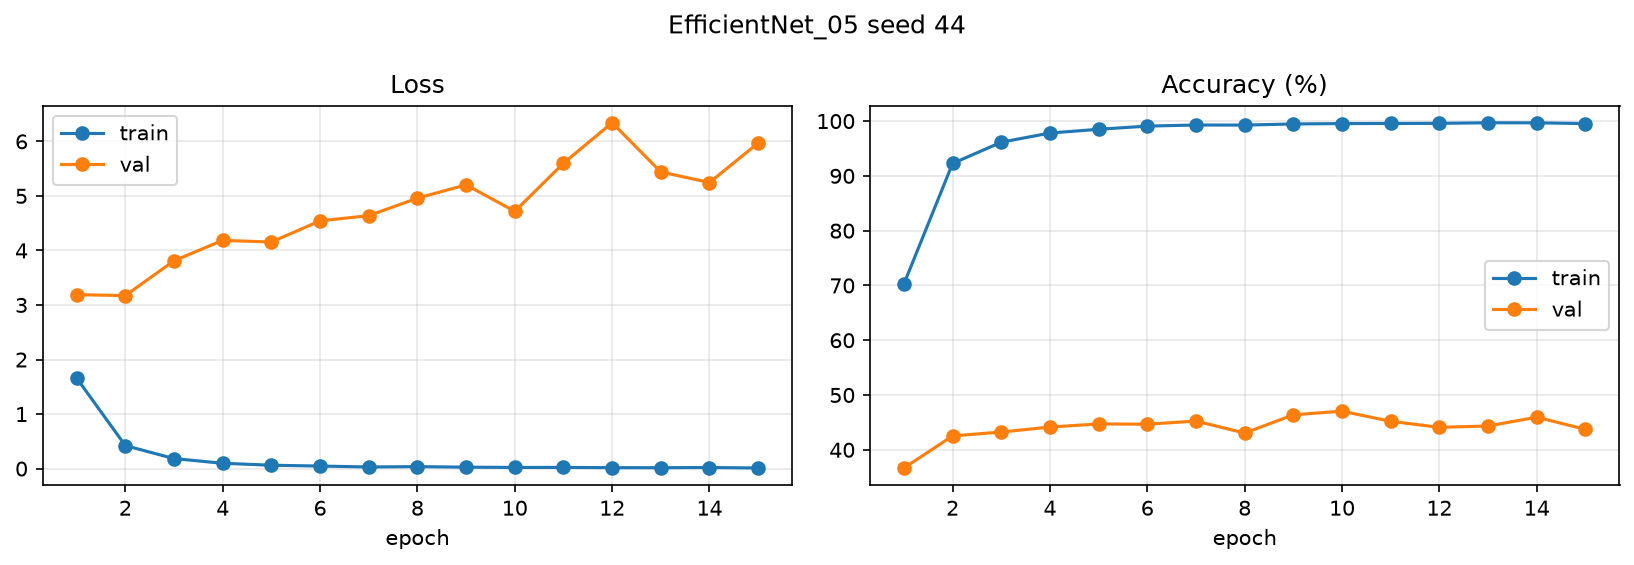 EfficientNet_05 seed 44
Loss
train
val
6
5
4
3
2
1
0
2 4 6 8 10 12 14
epoch
Accuracy (%)
100
90
80
70
60
50
40
train
val
2 4 6 8 10 12 14
epoch